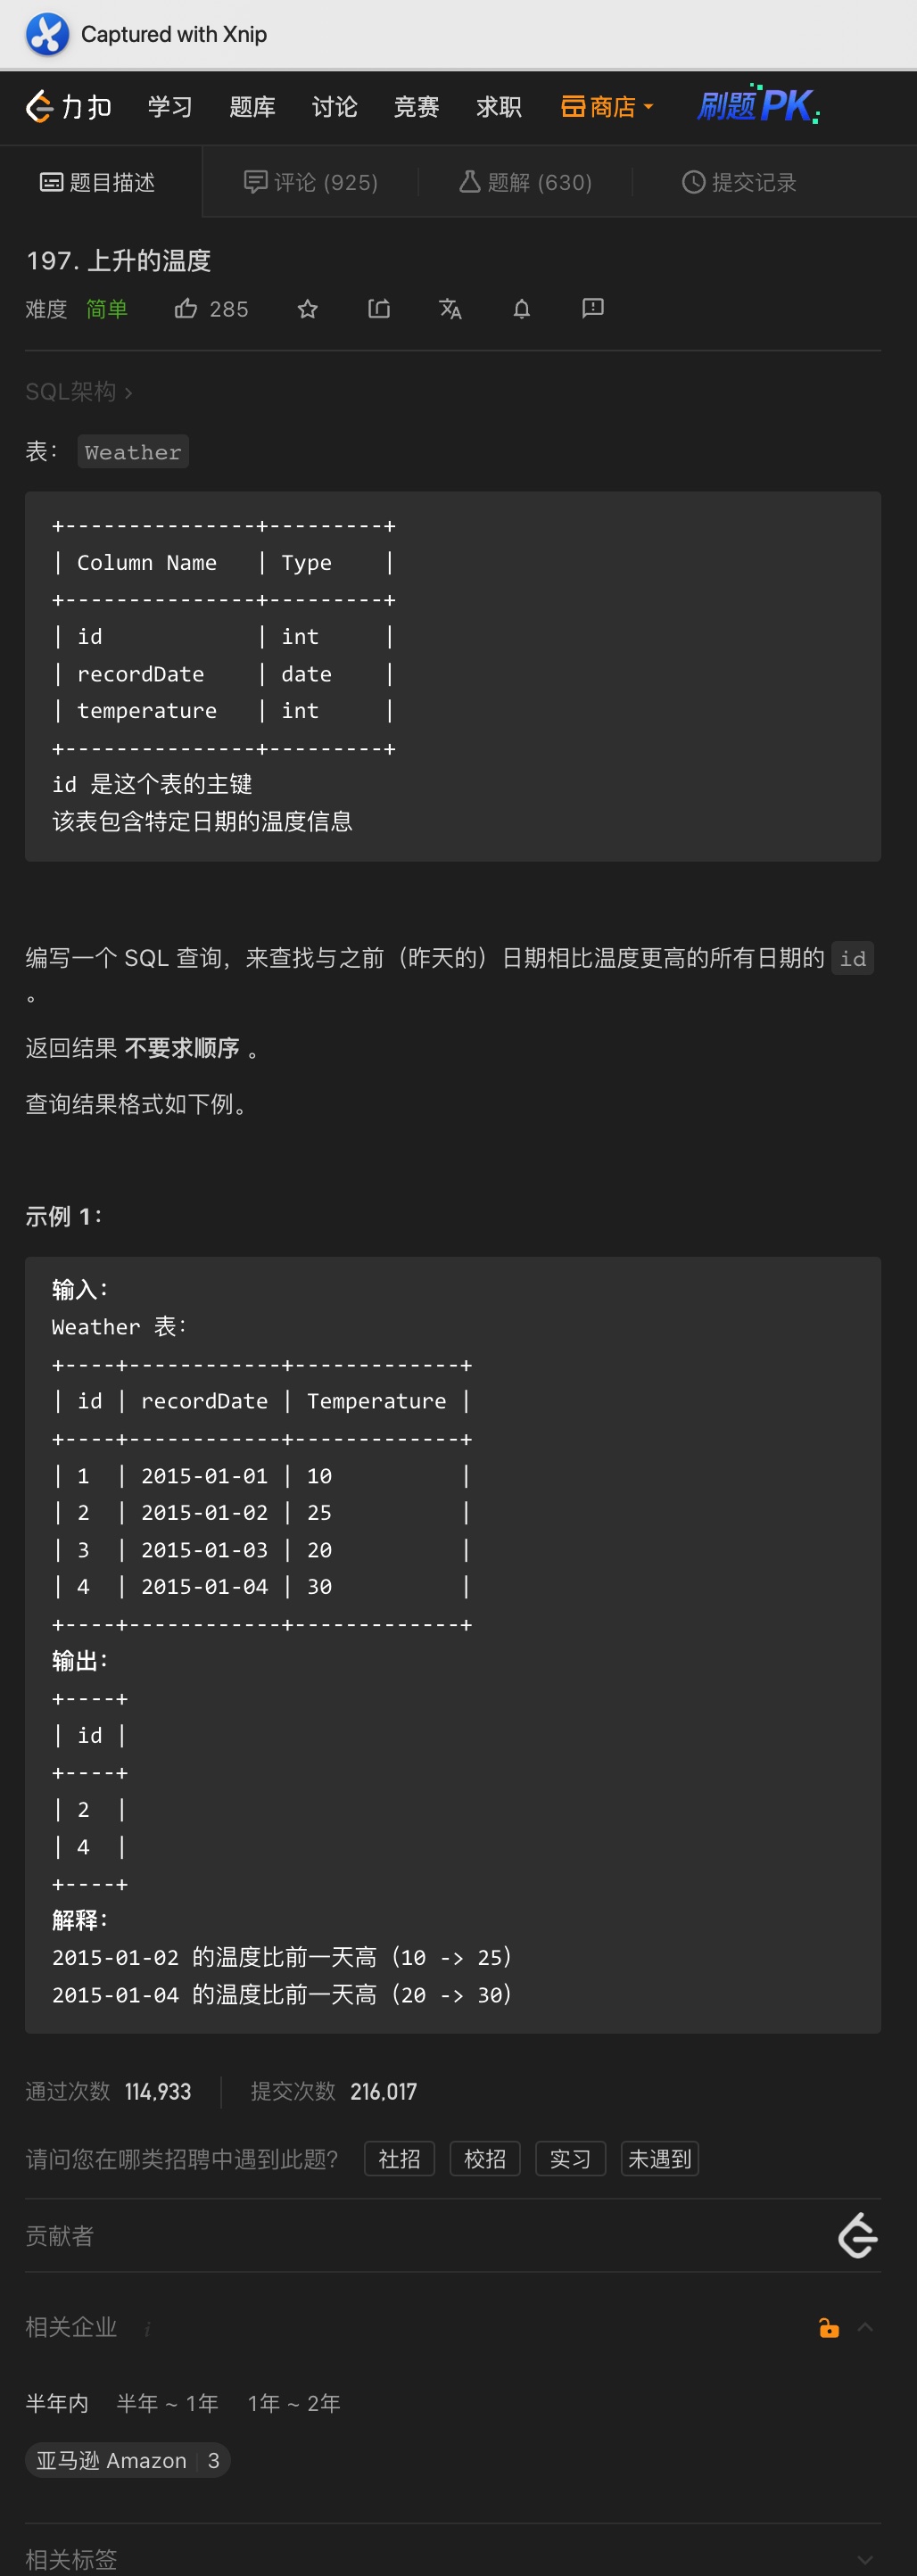 Captured with Xnip
力扣 学习 题库 讨论 竞赛 求职 商店 刷题PK
题目描述 评论 (925) 题解 (630) 提交记录
197. 上升的温度
难度 简单 285
SQL架构
表： Weather
+---------------+---------+
| Column Name   | Type    |
+---------------+---------+
| id            | int     |
| recordDate    | date    |
| temperature   | int     |
+---------------+---------+
id 是这个表的主键
该表包含特定日期的温度信息
编写一个 SQL 查询，来查找与之前（昨天的）日期相比温度更高的所有日期的 id
。
返回结果 不要求顺序 。
查询结果格式如下例。
示例 1：
输入：
Weather 表：
+----+------------+-------------+
| id | recordDate | Temperature |
+----+------------+-------------+
| 1  | 2015-01-01 | 10          |
| 2  | 2015-01-02 | 25          |
| 3  | 2015-01-03 | 20          |
| 4  | 2015-01-04 | 30          |
+----+------------+-------------+
输出：
+----+
| id |
+----+
| 2  |
| 4  |
+----+
解释：
2015-01-02 的温度比前一天高（10 -> 25）
2015-01-04 的温度比前一天高（20 -> 30）
通过次数 114,933 提交次数 216,017
请问您在哪类招聘中遇到此题？ 社招 校招 实习 未遇到
贡献者
相关企业 i
半年内 半年 ~ 1年 1年 ~ 2年
亚马逊 Amazon 3
相关标签